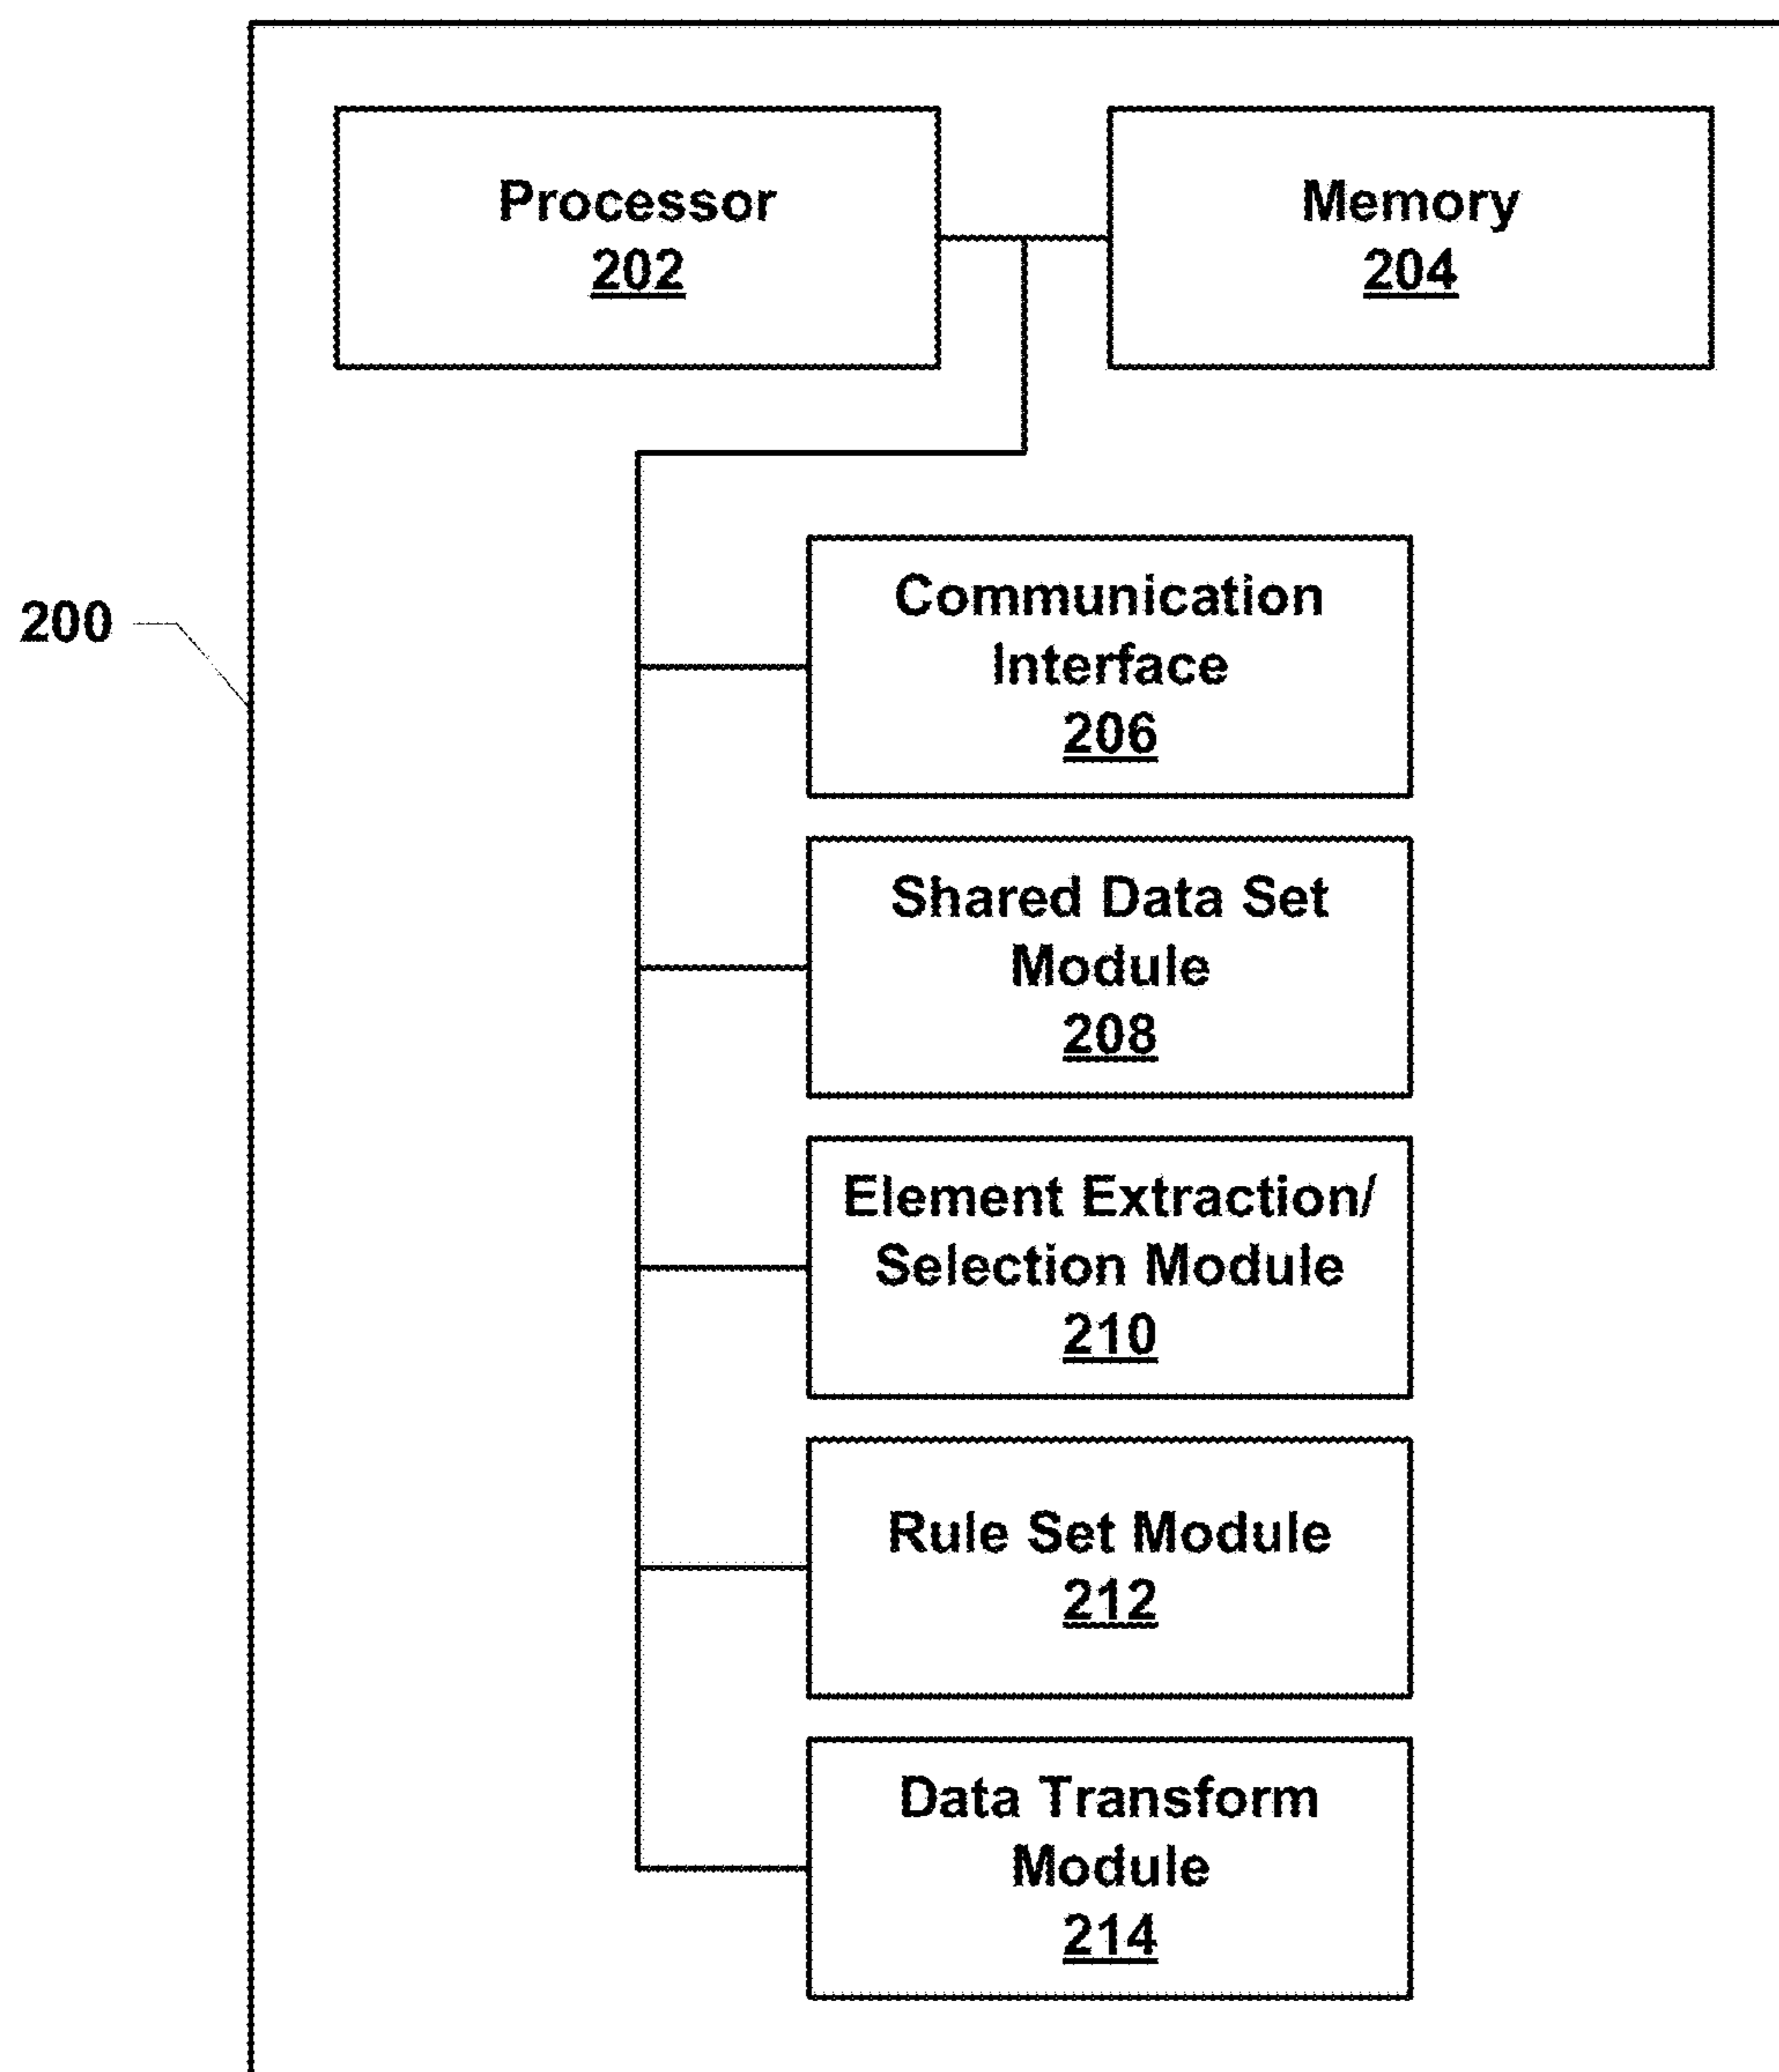 Processor
202
Memory
204
200
Communication
Interface
206
Shared Data Set
Module
208
Element Extraction/
Selection Module
210
Rule Set Module
212
Data Transform
Module
214